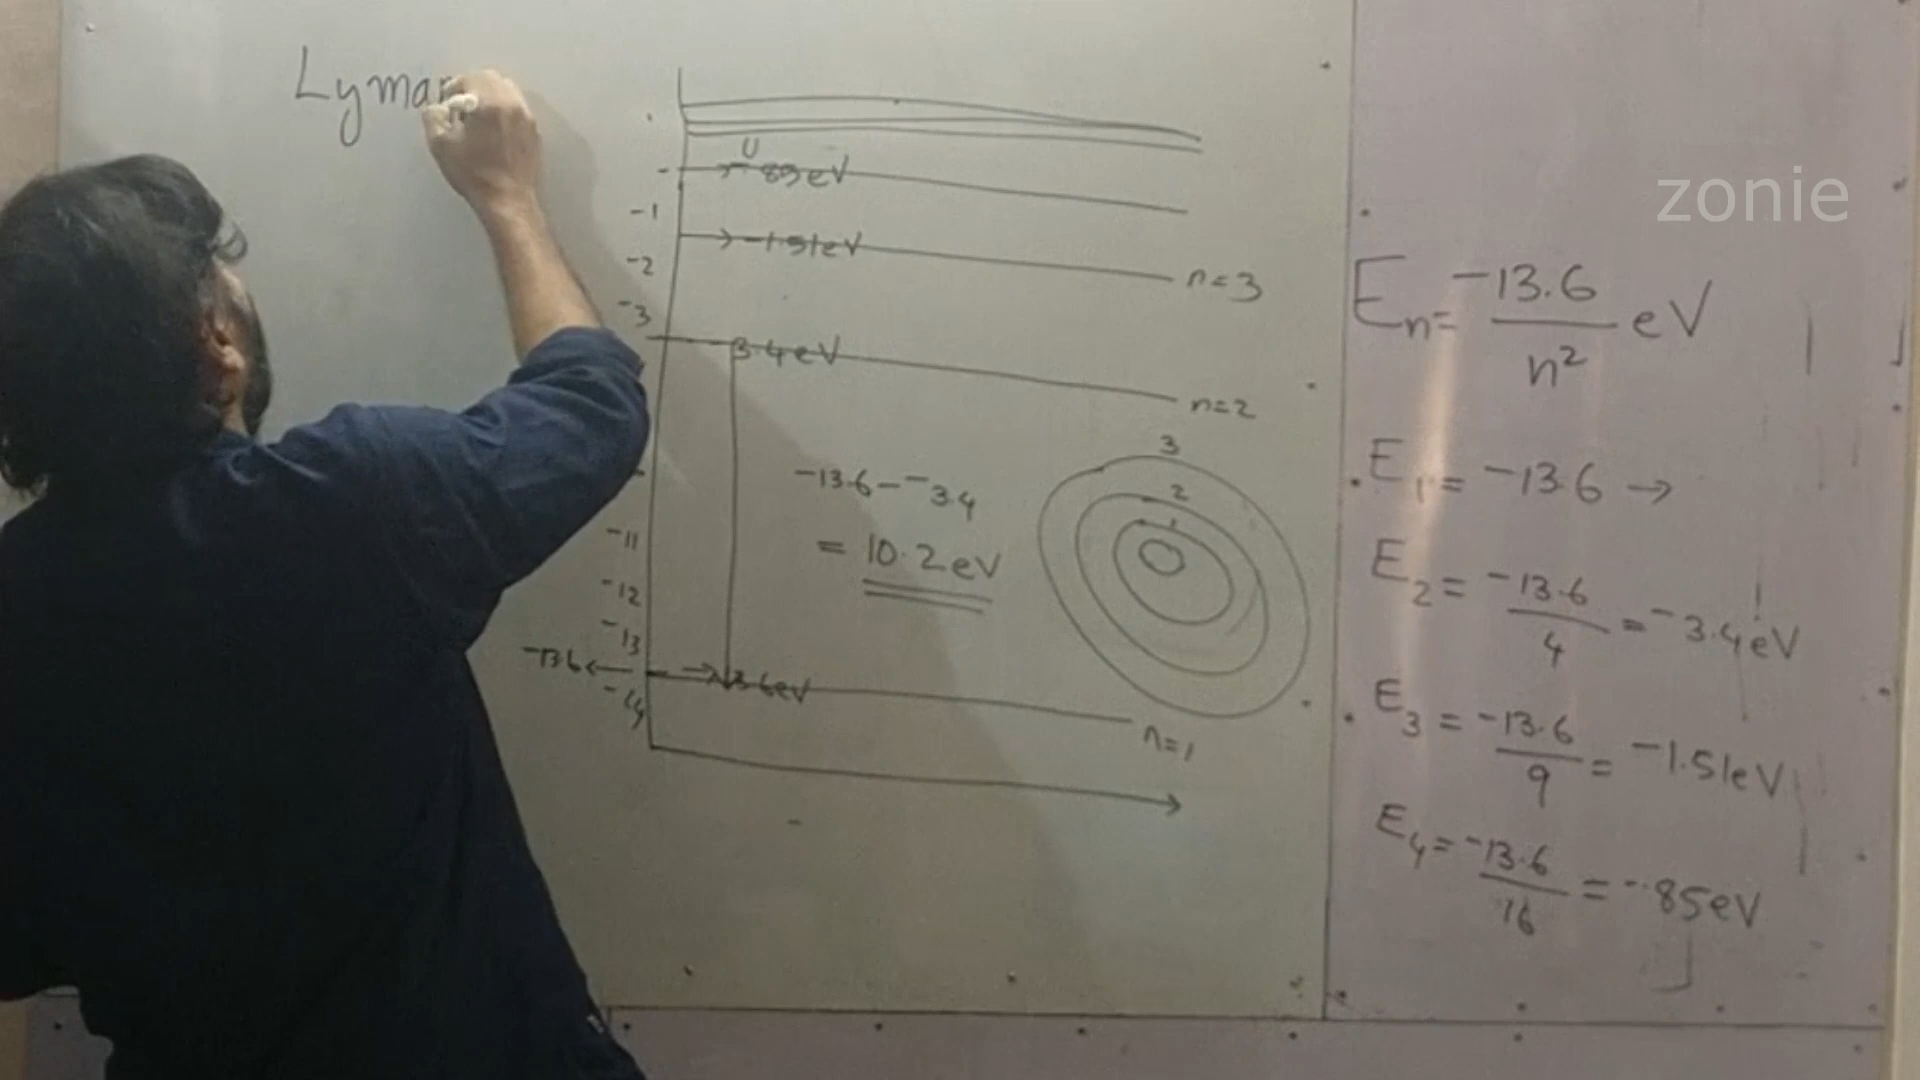 Lyman
-.85eV
-1
-1.51eV
-2
n=3
-3
-3.4eV
n=2
-13.6--3.4
= 10.2eV
3
2
1
-11
-12
-13
-13.6
-13.6eV
-14
n=1
zonie
En= -13.6 / n² eV
E1= -13.6 →
E2= -13.6 / 4 = -3.4eV
E3= -13.6 / 9 = -1.51eV
E4= -13.6 / 16 = -.85eV